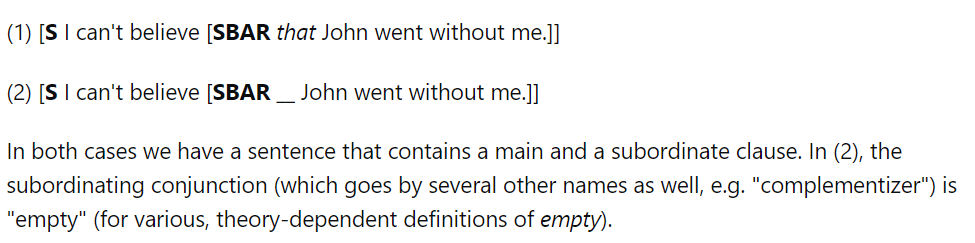 (1) [S I can't believe [SBAR that John went without me.]]
(2) [S I can't believe [SBAR __ John went without me.]]
In both cases we have a sentence that contains a main and a subordinate clause. In (2), the
subordinating conjunction (which goes by several other names as well, e.g. "complementizer") is
"empty" (for various, theory-dependent definitions of empty).